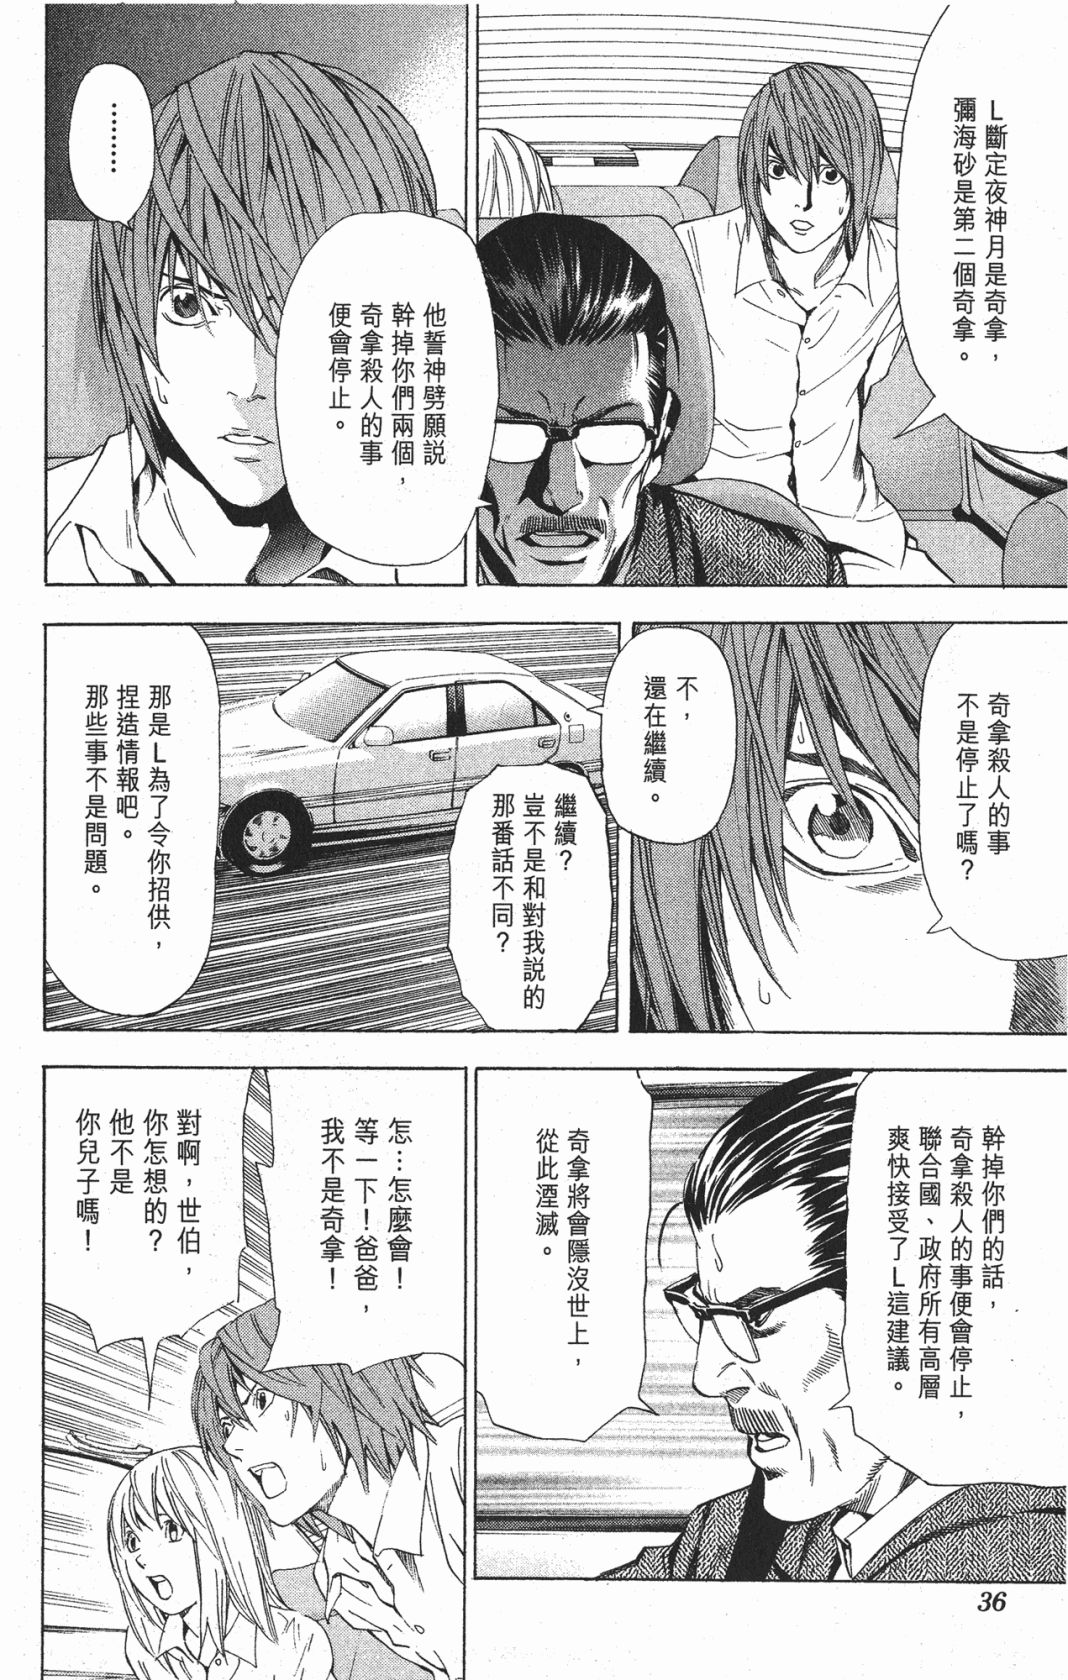 L斷定夜神月是奇拿，
彌海砂是第二個奇拿。
他誓神劈願說
幹掉你們兩個，
奇拿殺人的事
便會停止。
………
奇拿殺人的事
不是停止了嗎？
不，
還在繼續。
繼續？
豈不是和對我說的
那番話不同？
那是L為了令你招供，
捏造情報吧。
那些事不是問題。
幹掉你們的話，
奇拿殺人的事便會停止，
聯合國、政府所有高層
爽快接受了L這建議。
奇拿將會隱沒世上，
從此湮滅。
怎…怎麼會！
等一下！爸爸，
我不是奇拿！
對啊，世伯，
你怎想的？
他不是
你兒子嗎！
36